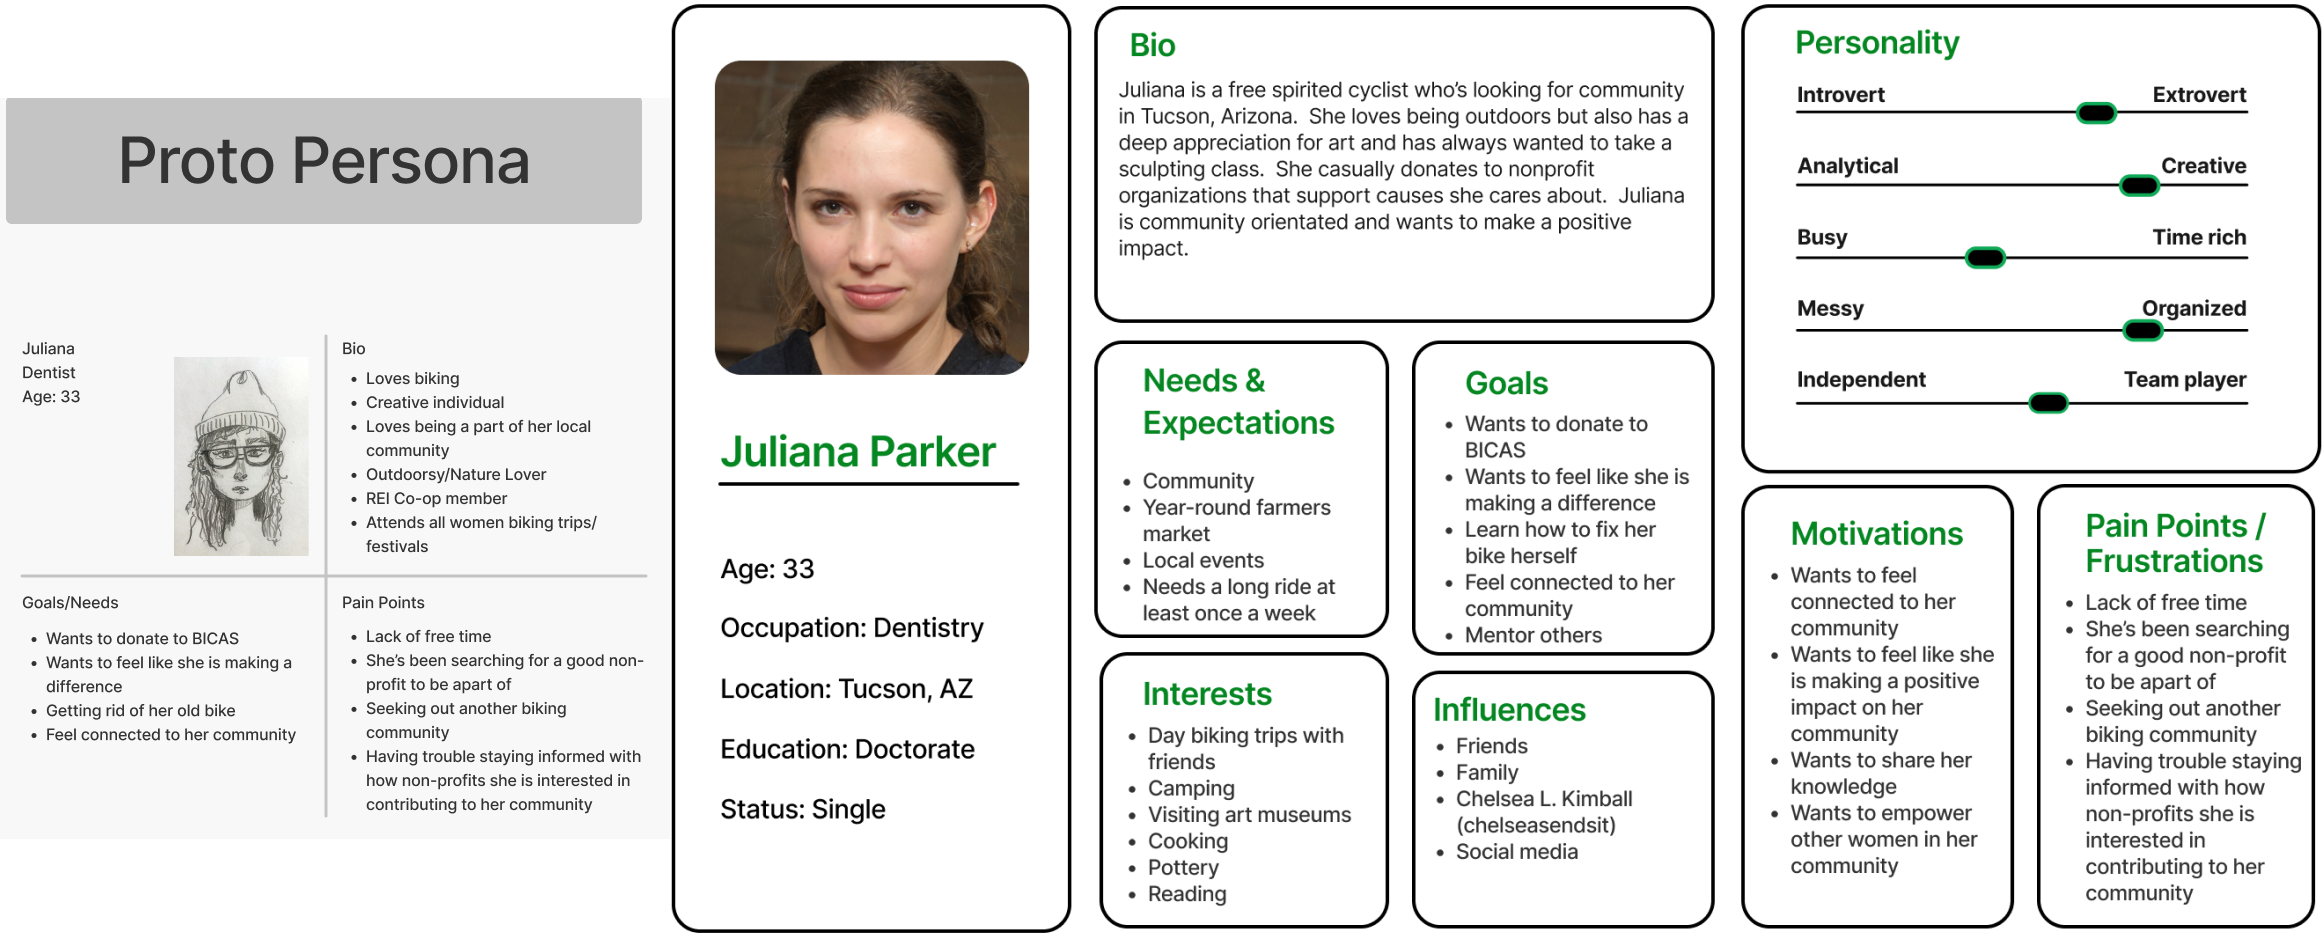 Proto Persona
Juliana
Dentist
Age: 33
Bio
• Loves biking
• Creative individual
• Loves being a part of her local
community
• Outdoorsy/Nature Lover
• REI Co-op member
• Attends all women biking trips/
festivals
Goals/Needs
• Wants to donate to BICAS
• Wants to feel like she is making a
difference
• Getting rid of her old bike
• Feel connected to her community
Pain Points
• Lack of free time
• She's been searching for a good non-
profit to be apart of
• Seeking out another biking
community
• Having trouble staying informed with
how non-profits she is interested in
contributing to her community
Juliana Parker
Age: 33
Occupation: Dentistry
Location: Tucson, AZ
Education: Doctorate
Status: Single
Bio
Juliana is a free spirited cyclist who's looking for community
in Tucson, Arizona.  She loves being outdoors but also has a
deep appreciation for art and has always wanted to take a
sculpting class.  She casually donates to nonprofit
organizations that support causes she cares about.  Juliana
is community orientated and wants to make a positive
impact.
Needs &
Expectations
• Community
• Year-round farmers
market
• Local events
• Needs a long ride at
least once a week
Goals
• Wants to donate to
BICAS
• Wants to feel like she is
making a difference
• Learn how to fix her
bike herself
• Feel connected to her
community
• Mentor others
Interests
• Day biking trips with
friends
• Camping
• Visiting art museums
• Cooking
• Pottery
• Reading
Influences
• Friends
• Family
• Chelsea L. Kimball
(chelseasendsit)
• Social media
Personality
Introvert Extrovert
Analytical Creative
Busy Time rich
Messy Organized
Independent Team player
Motivations
• Wants to feel
connected to her
community
• Wants to feel like she
is making a positive
impact on her
community
• Wants to share her
knowledge
• Wants to empower
other women in her
community
Pain Points /
Frustrations
• Lack of free time
• She's been searching
for a good non-profit
to be apart of
• Seeking out another
biking community
• Having trouble staying
informed with how
non-profits she is
interested in
contributing to her
community